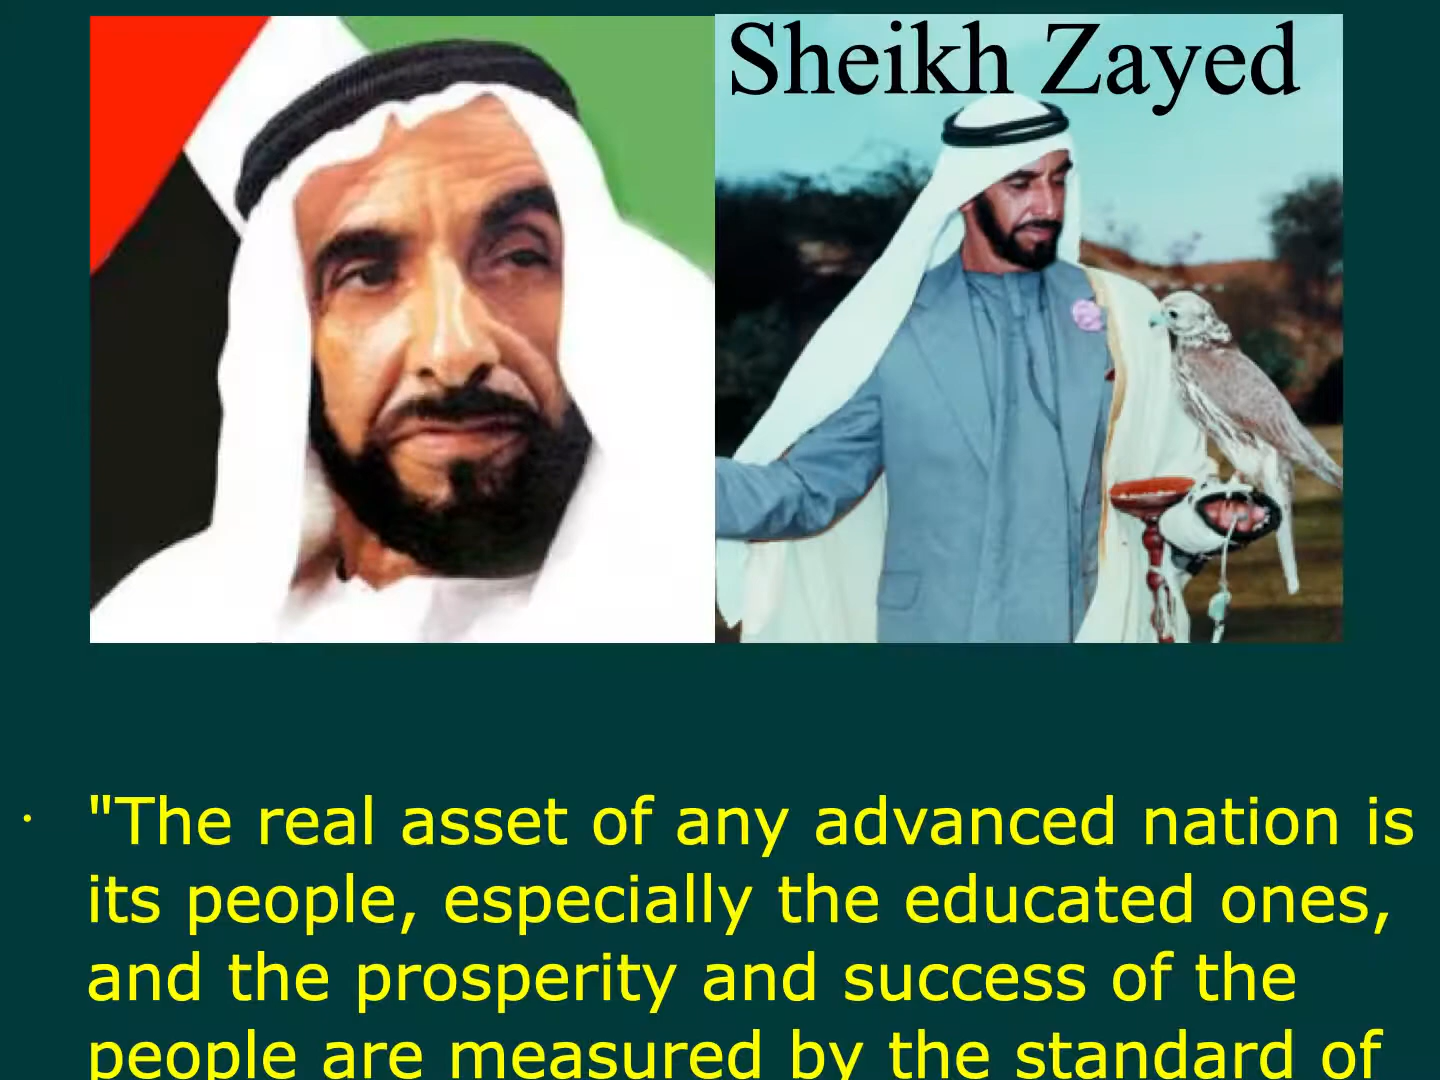 Sheikh Zayed
· "The real asset of any advanced nation is
its people, especially the educated ones,
and the prosperity and success of the
people are measured by the standard of